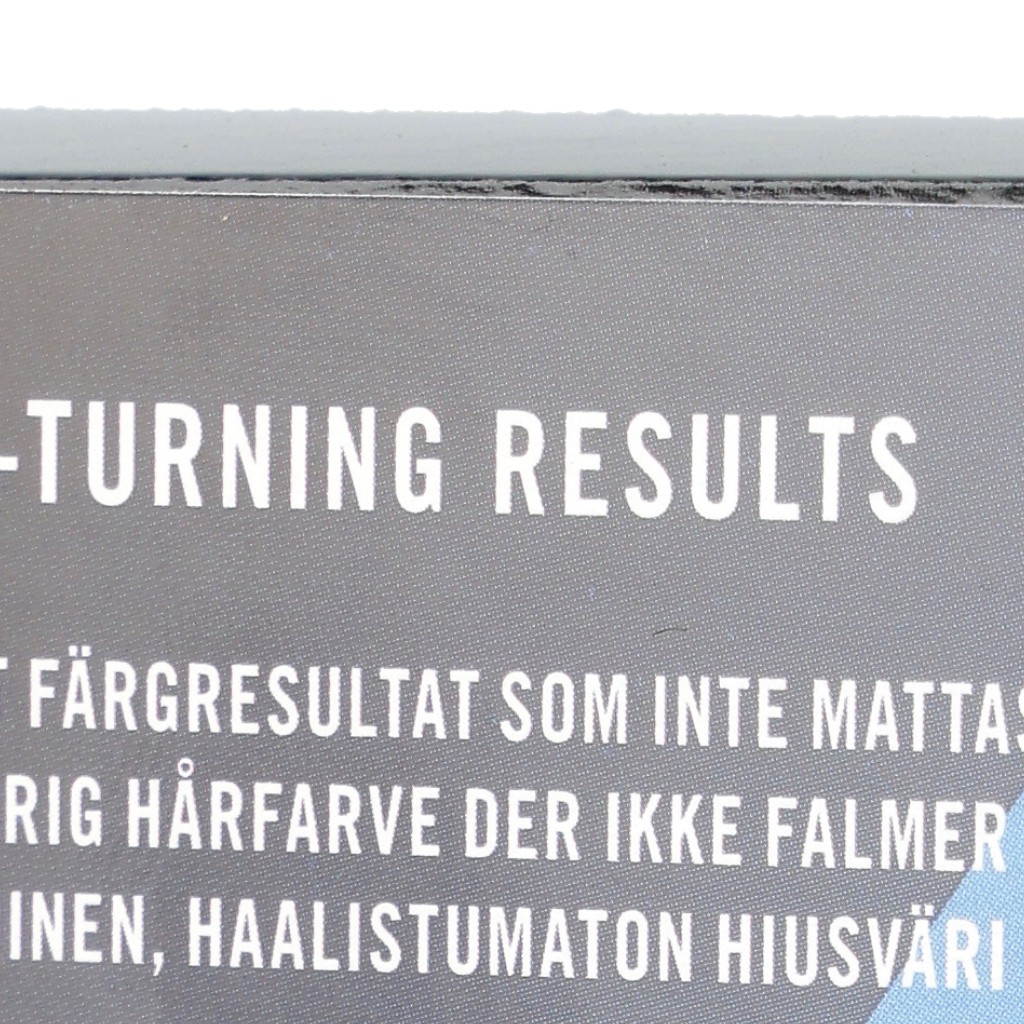 -TURNING RESULTS
FÄRGRESULTAT SOM INTE MATTAS
RIG HÅRFARVE DER IKKE FALMER
INEN, HAALISTUMATON HIUSVÄRI